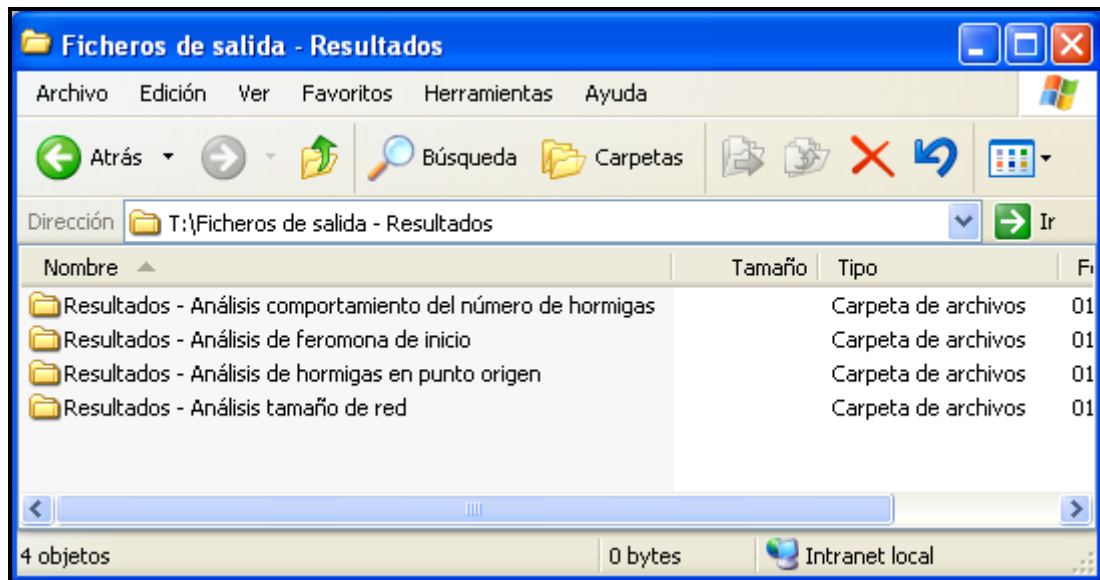 Ficheros de salida - Resultados
Archivo Edición Ver Favoritos Herramientas Ayuda
Atrás Búsqueda Carpetas
Dirección T:\Ficheros de salida - Resultados Ir
Nombre Tamaño Tipo
Resultados - Análisis comportamiento del número de hormigas Carpeta de archivos 01
Resultados - Análisis de feromona de inicio Carpeta de archivos 01
Resultados - Análisis de hormigas en punto origen Carpeta de archivos 01
Resultados - Análisis tamaño de red Carpeta de archivos 01
4 objetos 0 bytes Intranet local